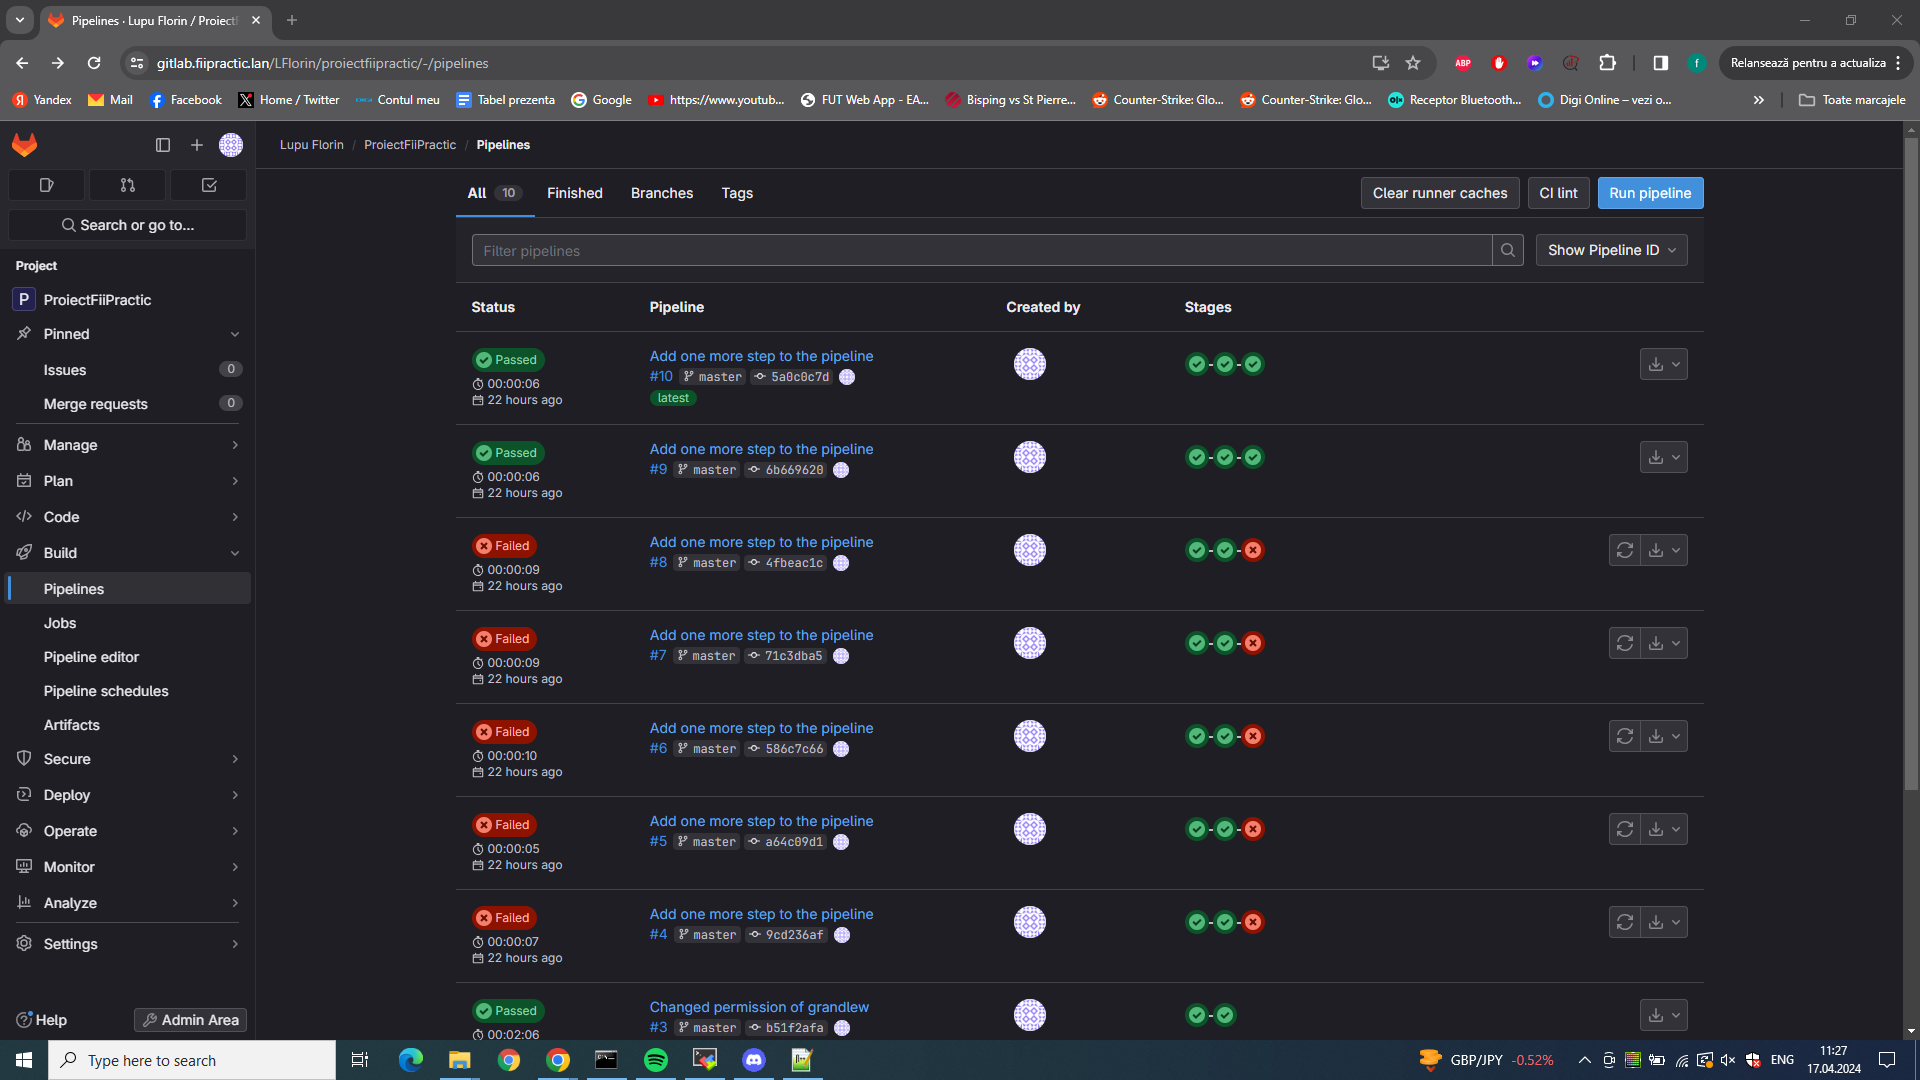 Pipelines · Lupu Florin / Proiectf
gitlab.fiipractic.lan/LFlorin/proiectfiipractic/-/pipelines
ABP
f
Relansează pentru a actualiza
Yandex
Mail
Facebook
Home / Twitter
Contul meu
Tabel prezenta
Google
https://www.youtub...
FUT Web App - EA...
Bisping vs St Pierre...
Counter-Strike: Glo...
Counter-Strike: Glo...
Receptor Bluetooth...
Digi Online – vezi o...
Toate marcajele
Lupu Florin / ProiectFiiPractic / Pipelines
Search or go to...
Project
P ProiectFiiPractic
Pinned
Issues 0
Merge requests 0
Manage
Plan
Code
Build
Pipelines
Jobs
Pipeline editor
Pipeline schedules
Artifacts
Secure
Deploy
Operate
Monitor
Analyze
Settings
Help
Admin Area
All 10 Finished Branches Tags
Clear runner caches CI lint Run pipeline
Filter pipelines
Show Pipeline ID
Status Pipeline Created by Stages
Passed
00:00:06
22 hours ago
Add one more step to the pipeline
#10 master 5a0c0c7d
latest
Passed
00:00:06
22 hours ago
Add one more step to the pipeline
#9 master 6b669620
Failed
00:00:09
22 hours ago
Add one more step to the pipeline
#8 master 4fbeac1c
Failed
00:00:09
22 hours ago
Add one more step to the pipeline
#7 master 71c3dba5
Failed
00:00:10
22 hours ago
Add one more step to the pipeline
#6 master 586c7c66
Failed
00:00:05
22 hours ago
Add one more step to the pipeline
#5 master a64c09d1
Failed
00:00:07
22 hours ago
Add one more step to the pipeline
#4 master 9cd236af
Passed
00:02:06
Changed permission of grandlew
#3 master b51f2afa
Type here to search
GBP/JPY -0.52%
ENG
11:27
17.04.2024